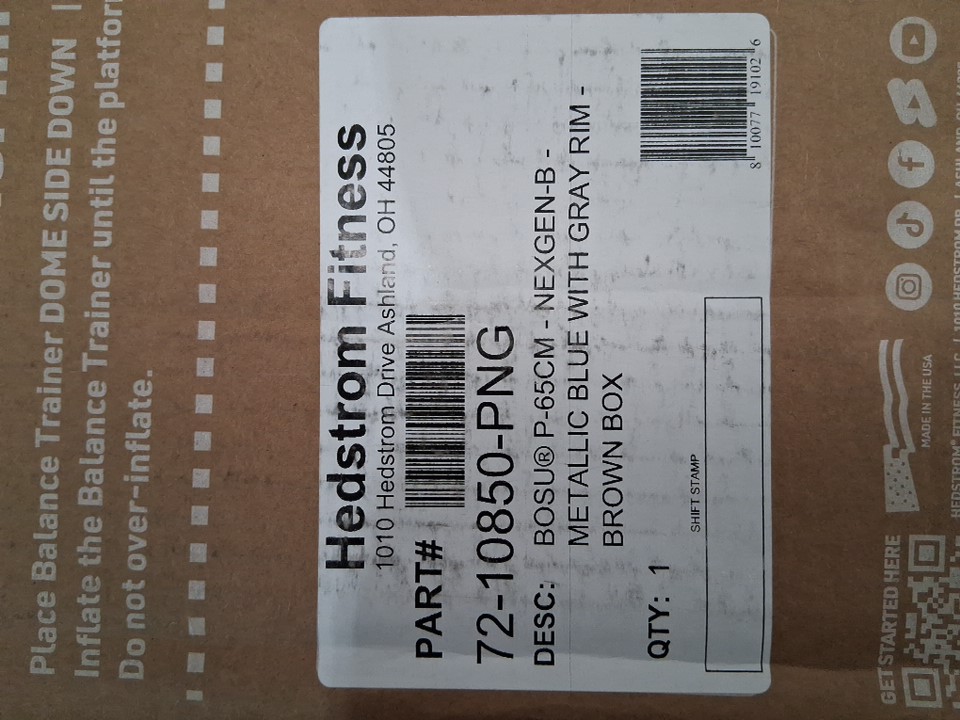 Place Balance Trainer DOME SIDE DOWN |
Inflate the Balance Trainer until the
Do not over-inflate.
Hedstrom Fitness
1010 Hedstrom Drive Ashland, OH 44805
PART#
72-10850-PNG
DESC: BOSU® P-65CM - NEXGEN-B -
METALLIC BLUE WITH GRAY RIM -
BROWN BOX
QTY: 1
SHIFT STAMP
8 10077 19102 6
GET STARTED HERE
MADE IN THE USA